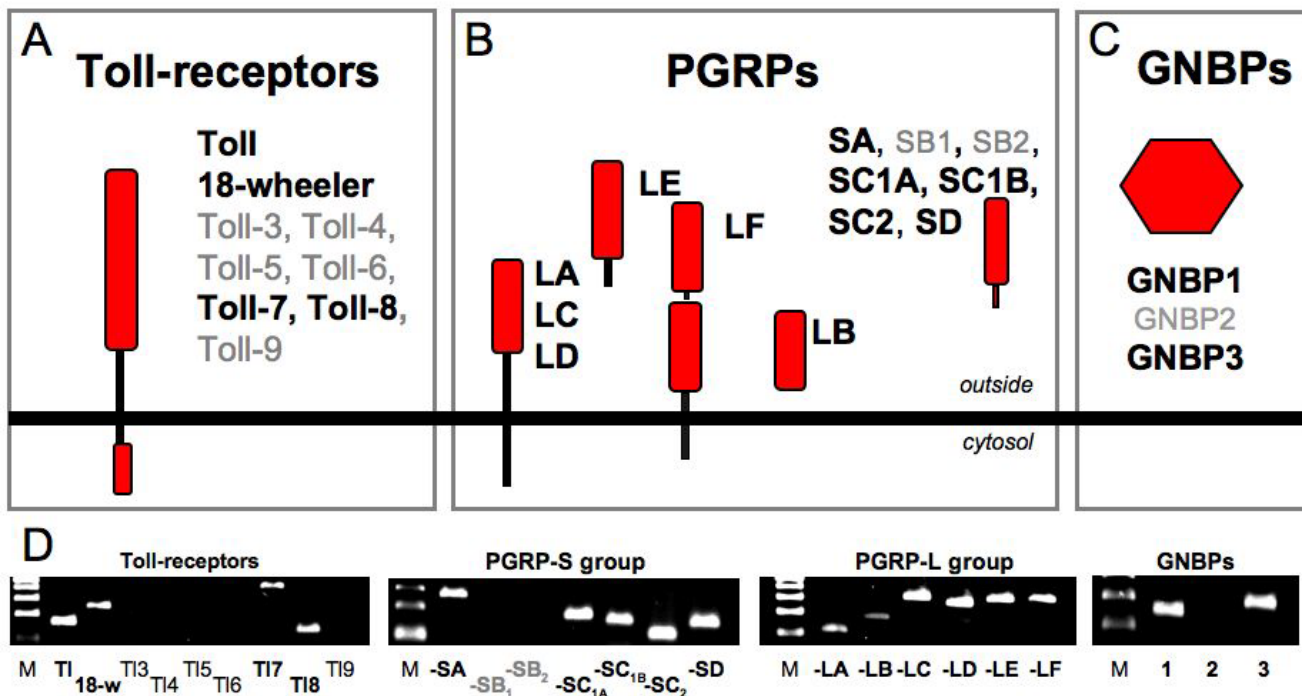 A
Toll-receptors
Toll
18-wheeler
Toll-3, Toll-4,
Toll-5, Toll-6,
Toll-7, Toll-8,
Toll-9
B
PGRPs
LE
LF
LA
LC
LD
LB
SA, SB1, SB2,
SC1A, SC1B,
SC2, SD
outside
cytosol
C
GNBPs
GNBP1
GNBP2
GNBP3
D
Toll-receptors
M Tl 18-w Tl3 Tl4 Tl5 Tl6 Tl7 Tl8 Tl9
PGRP-S group
M -SA -SB1 -SB2 -SC1A -SC1B -SC2 -SD
PGRP-L group
M -LA -LB -LC -LD -LE -LF
GNBPs
M 1 2 3